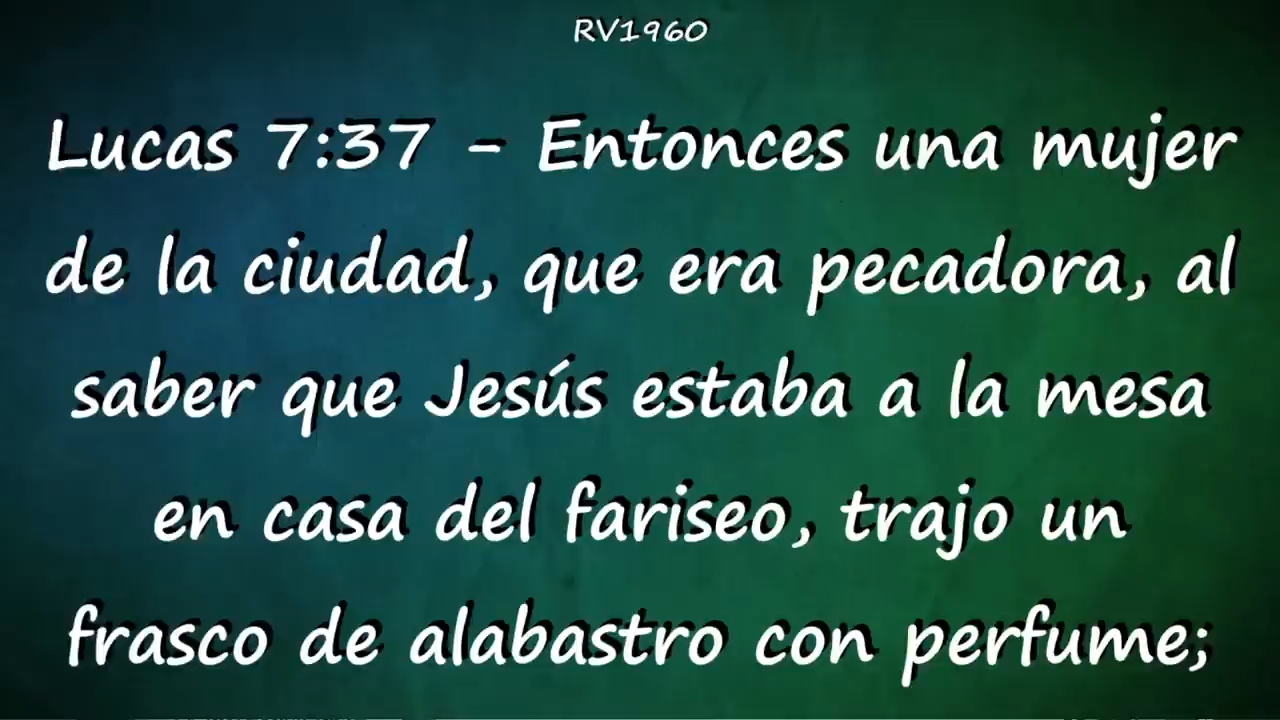 RV1960
Lucas 7:37 - Entonces una mujer
de la ciudad, que era pecadora, al
saber que Jesús estaba a la mesa
en casa del fariseo, trajo un
frasco de alabastro con perfume;